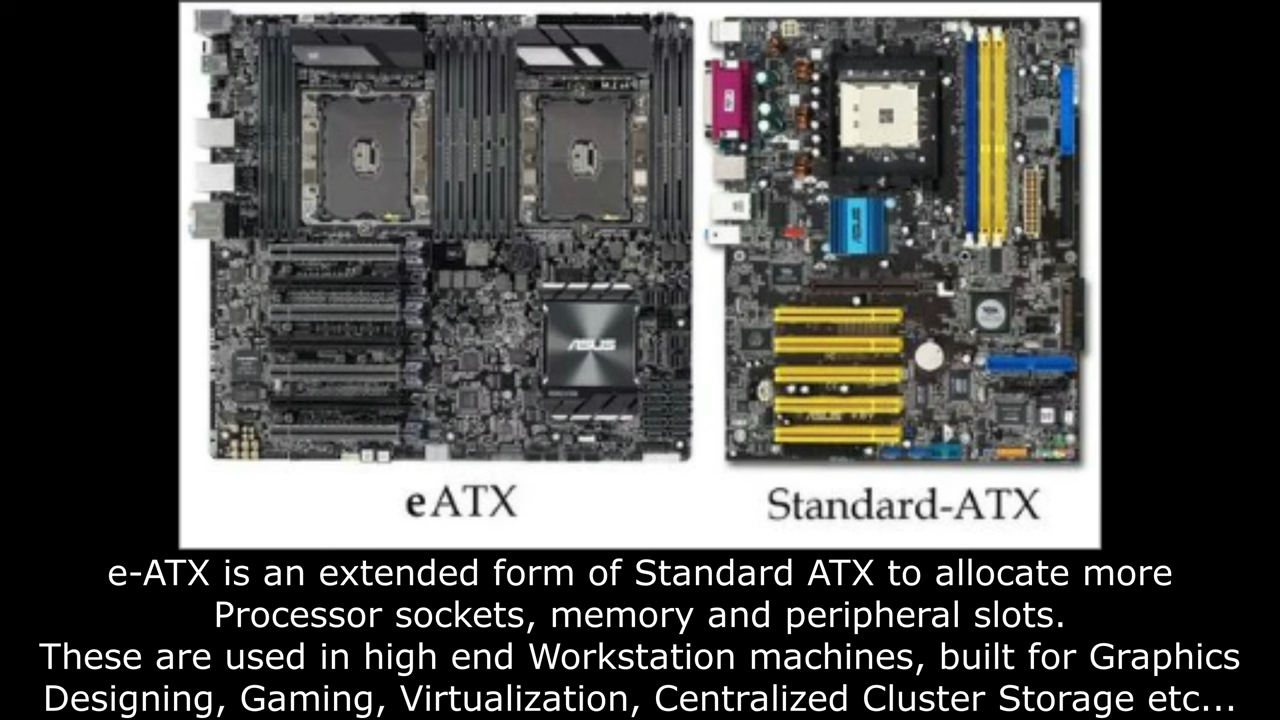 ASUS
ASUS
eATX
Standard-ATX
e-ATX is an extended form of Standard ATX to allocate more
Processor sockets, memory and peripheral slots.
These are used in high end Workstation machines, built for Graphics
Designing, Gaming, Virtualization, Centralized Cluster Storage etc...